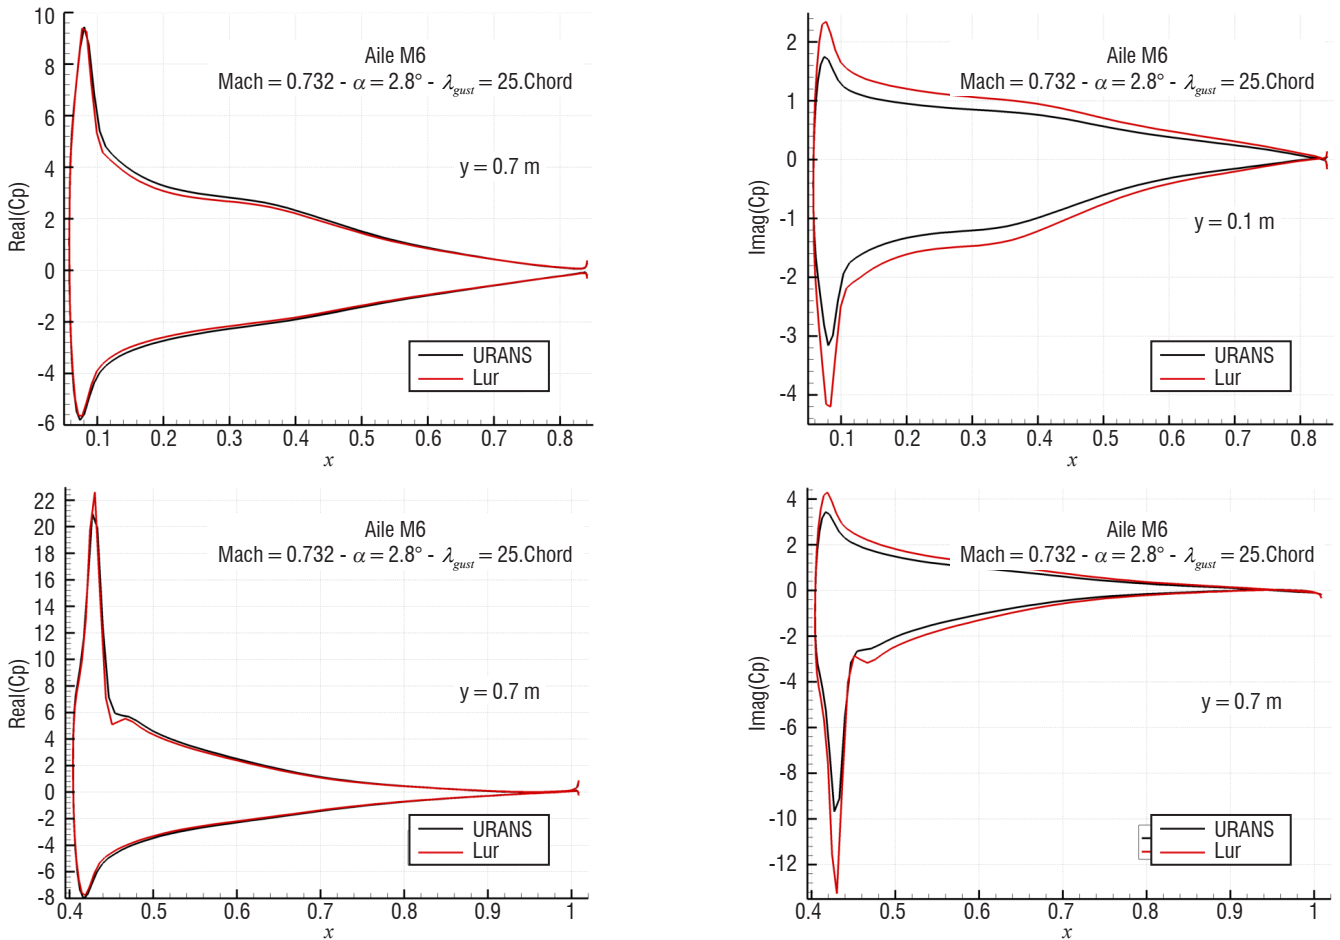 Real(Cp)
10
8
6
4
2
0
-2
-4
-6
Aile M6
Mach = 0.732 - α = 2.8° - λgust = 25.Chord
y = 0.7 m
URANS
Lur
0.1 0.2 0.3 0.4 0.5 0.6 0.7 0.8
x
Imag(Cp)
2
1
0
-1
-2
-3
-4
Aile M6
Mach = 0.732 - α = 2.8° - λgust = 25.Chord
y = 0.1 m
URANS
Lur
0.1 0.2 0.3 0.4 0.5 0.6 0.7 0.8
x
Real(Cp)
22
20
18
16
14
12
10
8
6
4
2
0
-2
-4
-6
-8
Aile M6
Mach = 0.732 - α = 2.8° - λgust = 25.Chord
y = 0.7 m
URANS
Lur
0.4 0.5 0.6 0.7 0.8 0.9 1
x
Imag(Cp)
4
2
0
-2
-4
-6
-8
-10
-12
Aile M6
Mach = 0.732 - α = 2.8° - λgust = 25.Chord
y = 0.7 m
URANS
Lur
0.4 0.5 0.6 0.7 0.8 0.9 1
x